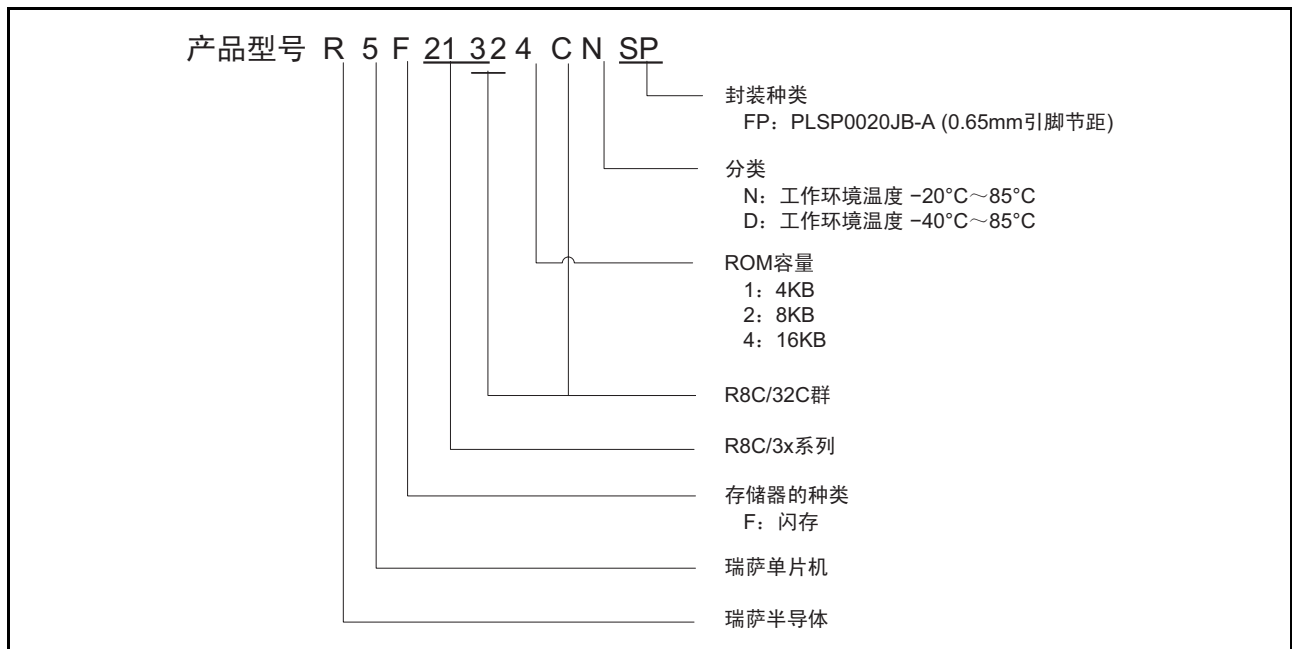 产品型号 R 5 F 21 32 4 C N SP
封装种类
FP：PLSP0020JB-A (0.65mm引脚节距)
分类
N：工作环境温度 −20°C～85°C
D：工作环境温度 −40°C～85°C
ROM容量
1：4KB
2：8KB
4：16KB
R8C/32C群
R8C/3x系列
存储器的种类
F：闪存
瑞萨单片机
瑞萨半导体